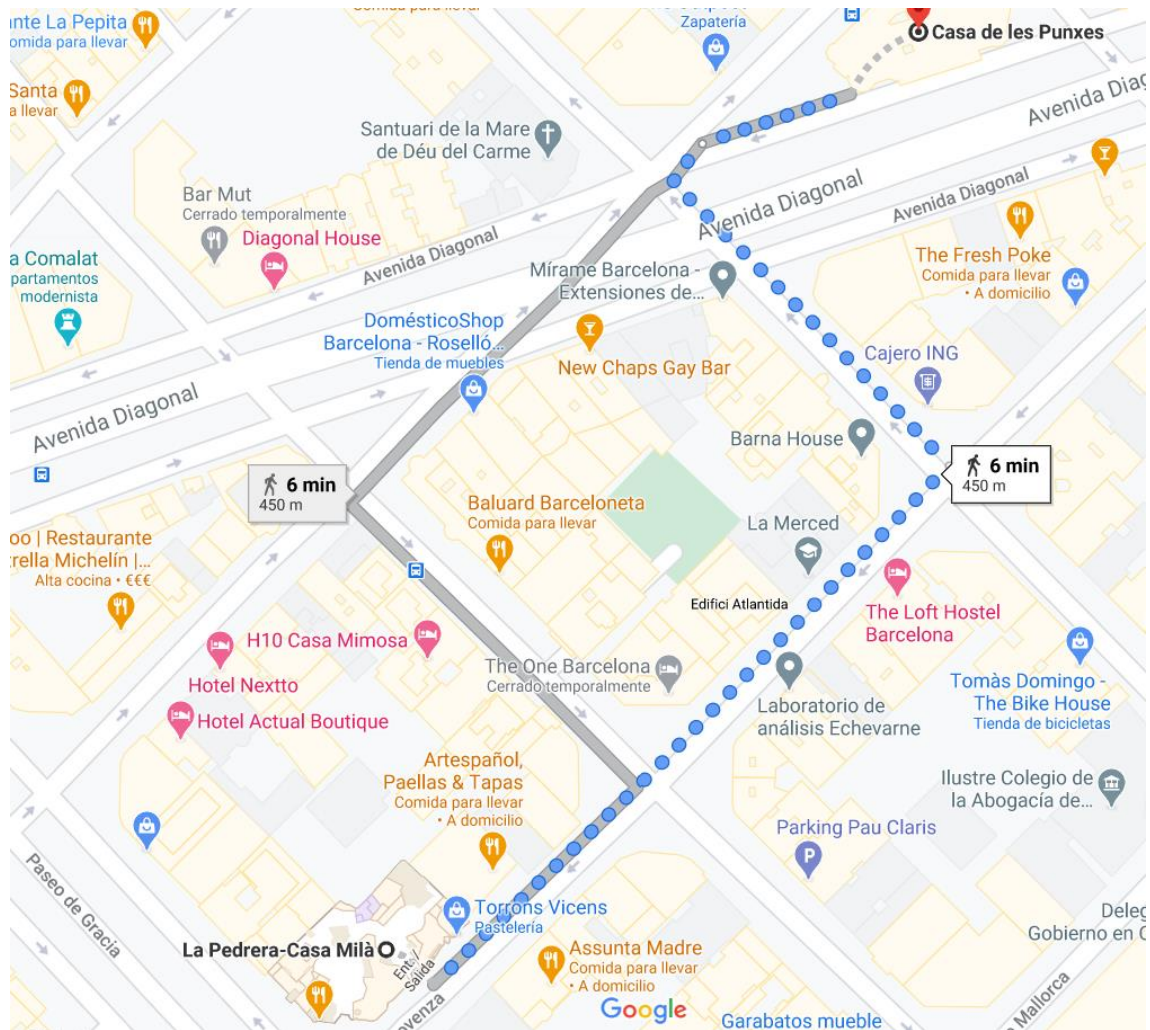 nte La Pepita
omida para llevar
Zapatería
Casa de les Punxes
Santa
a llevar
Avenida Diag
Santuari de la Mare
de Déu del Carme
Bar Mut
Cerrado temporalmente
Diagonal House
Avenida Diagonal
Avenida Diagonal
Avenida Diagonal
a Comalat
partamentos
modernista
Mírame Barcelona -
Extensiones de...
The Fresh Poke
Comida para llevar
• A domicilio
DomésticoShop
Barcelona - Roselló...
Tienda de muebles
New Chaps Gay Bar
Cajero ING
Avenida Diagonal
Barna House
6 min
450 m
6 min
450 m
Baluard Barceloneta
Comida para llevar
La Merced
oo | Restaurante
trella Michelín |...
Alta cocina • €€€
Edifici Atlantida
The Loft Hostel
Barcelona
H10 Casa Mimosa
The One Barcelona
Cerrado temporalmente
Hotel Nextto
Hotel Actual Boutique
Laboratorio de
análisis Echevarne
Tomàs Domingo -
The Bike House
Tienda de bicicletas
Artespañol,
Paellas & Tapas
Comida para llevar
• A domicilio
Ilustre Colegio de
la Abogacía de...
Parking Pau Claris
P
Paseo de Gracia
Torrons Vicens
Pastelería
La Pedrera-Casa Milà
Ent. /
Salida
Deleg
Gobierno en C
Assunta Madre
Comida para llevar
• A domicilio
Google
ovenza
Mallorca
Garabatos mueble